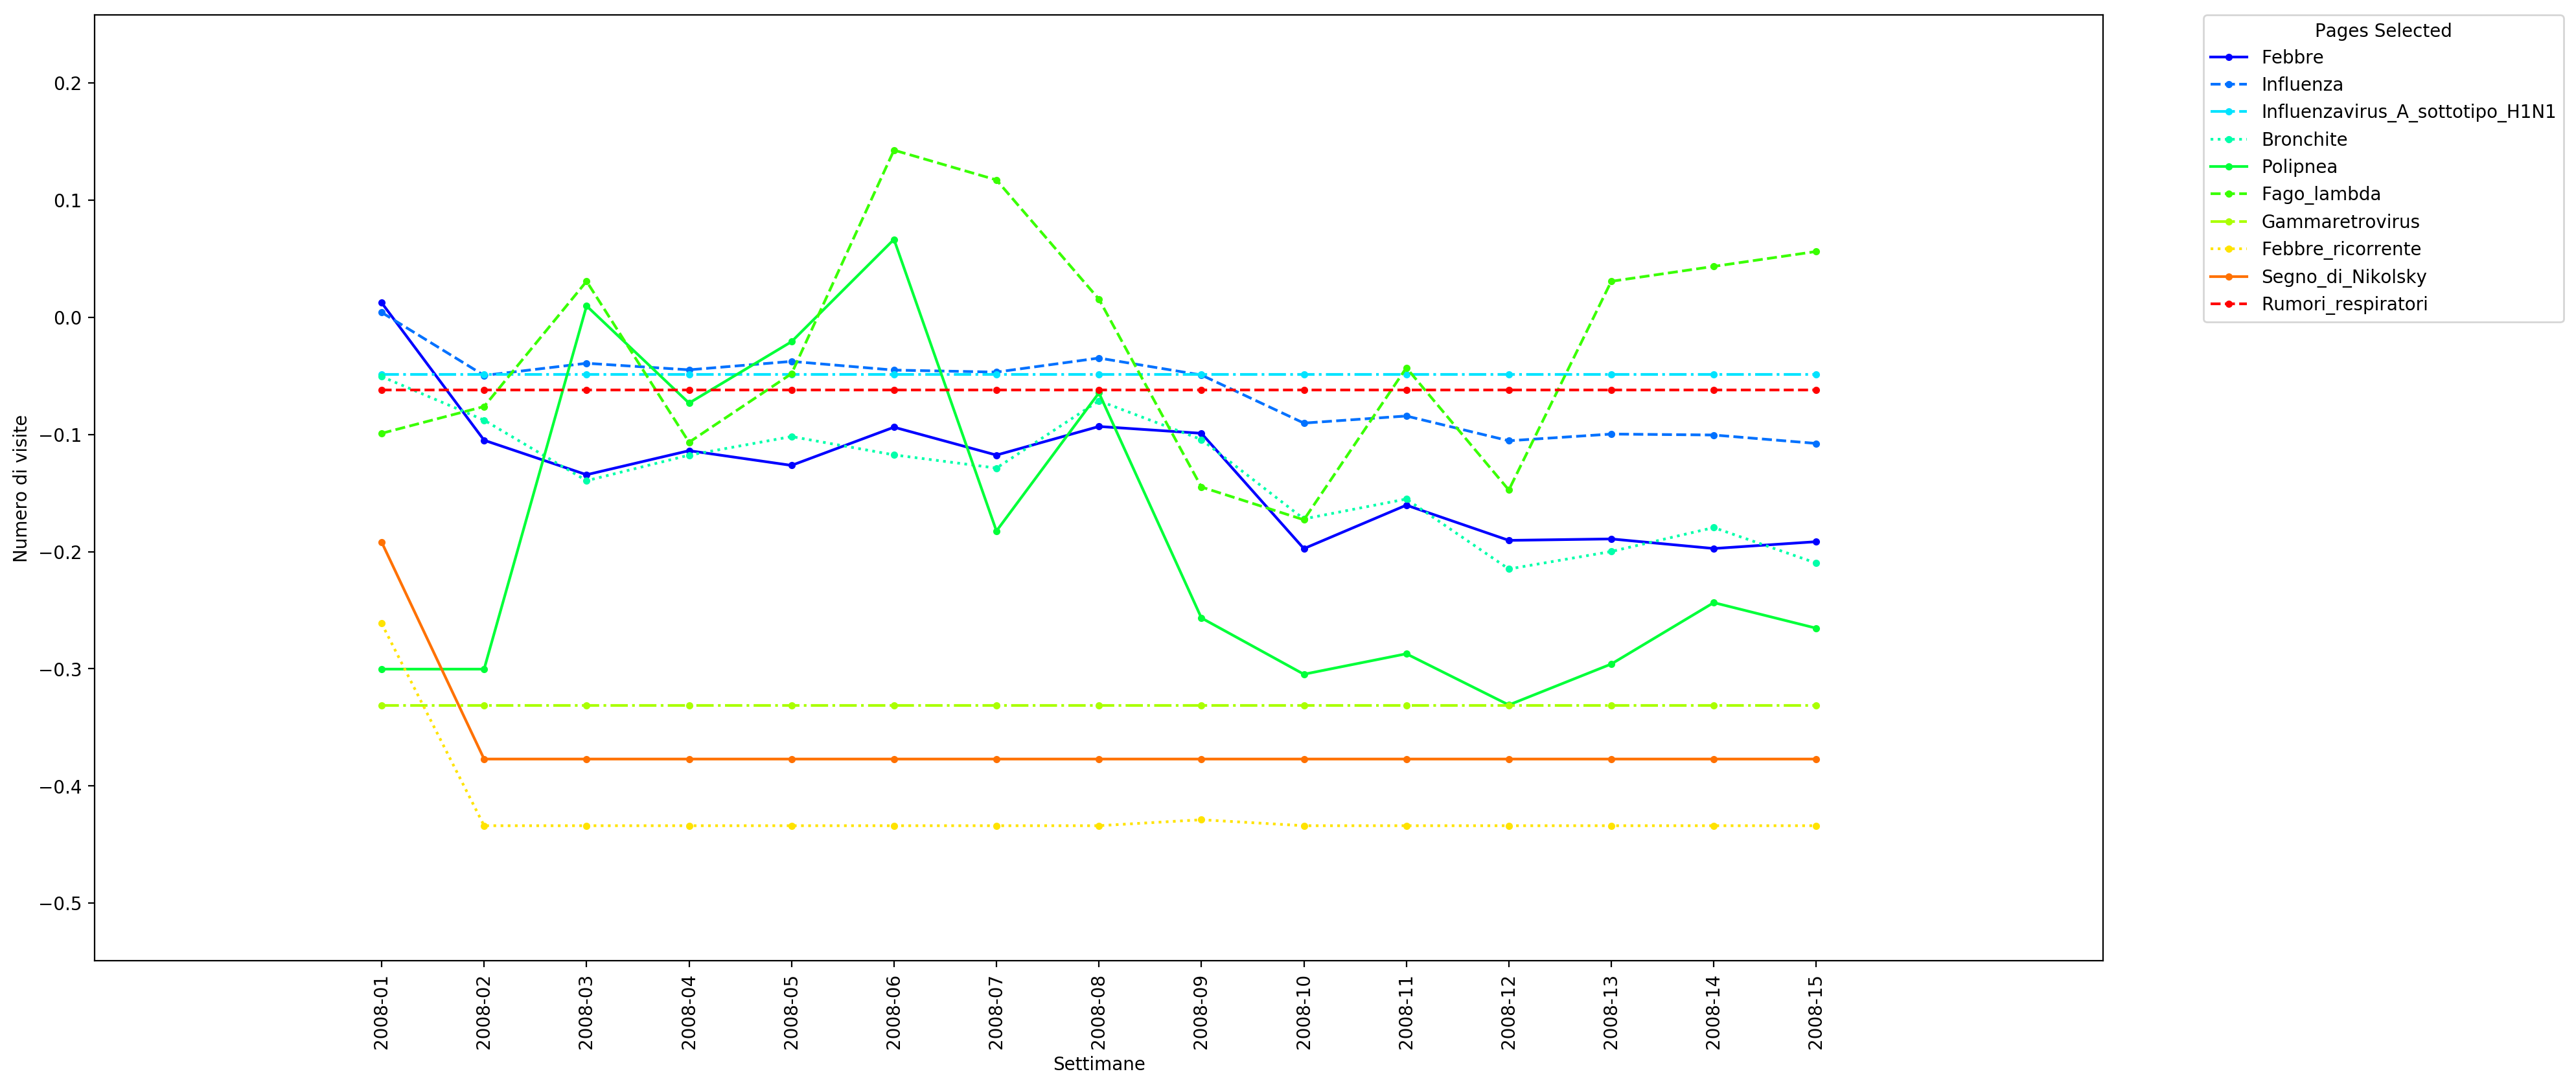 Pages Selected
Febbre
Influenza
Influenzavirus_A_sottotipo_H1N1
Bronchite
Polipnea
Fago_lambda
Gammaretrovirus
Febbre_ricorrente
Segno_di_Nikolsky
Rumori_respiratori
Numero di visite
0.2
0.1
0.0
−0.1
−0.2
−0.3
−0.4
−0.5
2008-01
2008-02
2008-03
2008-04
2008-05
2008-06
2008-07
2008-08
2008-09
2008-10
2008-11
2008-12
2008-13
2008-14
2008-15
Settimane